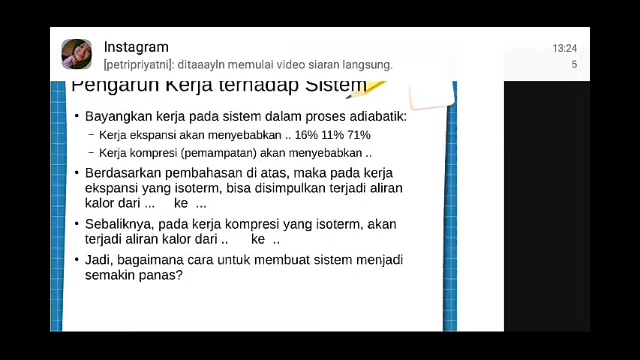 Instagram
13:24
[petripriyatni]: ditaaayln memulai video siaran langsung.
5
Pengaruh Kerja terhadap Sistem
• Bayangkan kerja pada sistem dalam proses adiabatik:
– Kerja ekspansi akan menyebabkan .. 16% 11% 71%
– Kerja kompresi (pemampatan) akan menyebabkan ..
• Berdasarkan pembahasan di atas, maka pada kerja
ekspansi yang isoterm, bisa disimpulkan terjadi aliran
kalor dari ... ke ...
• Sebaliknya, pada kerja kompresi yang isoterm, akan
terjadi aliran kalor dari .. ke ..
• Jadi, bagaimana cara untuk membuat sistem menjadi
semakin panas?